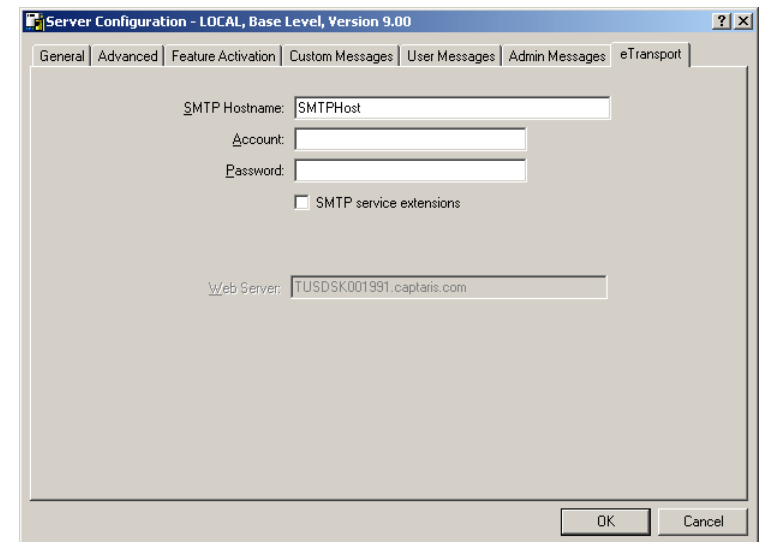 Server Configuration - LOCAL, Base Level, Version 9.00
General Advanced Feature Activation Custom Messages User Messages Admin Messages eTransport
SMTP Hostname: SMTPHost
Account:
Password:
SMTP service extensions
Web Server: TUSDSK001991.captaris.com
OK Cancel